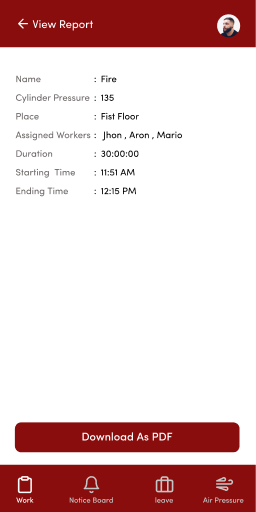 View Report
Name : Fire
Cylinder Pressure : 135
Place : Fist Floor
Assigned Workers : Jhon , Aron , Mario
Duration : 30:00:00
Starting Time : 11:51 AM
Ending Time : 12:15 PM
Download As PDF
Work Notice Board leave Air Pressure